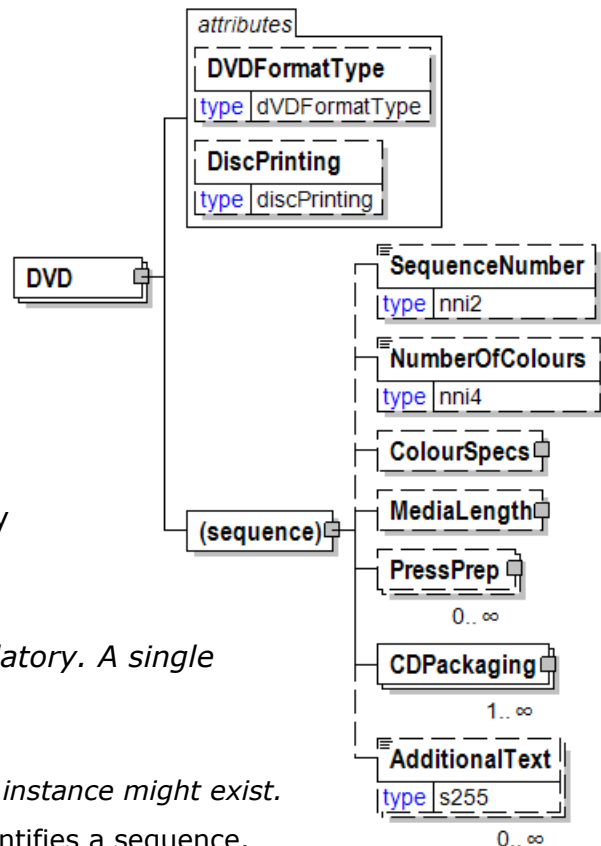 attributes
DVDFormatType
type dVDFormatType
DiscPrinting
type discPrinting
DVD
SequenceNumber
type nni2
NumberOfColours
type nni4
ColourSpecs
MediaLength
y
(sequence)
PressPrep
0.. ∞
latory. A single
CDPackaging
1.. ∞
AdditionalText
instance might exist.
type s255
ntifies a sequence.
0.. ∞